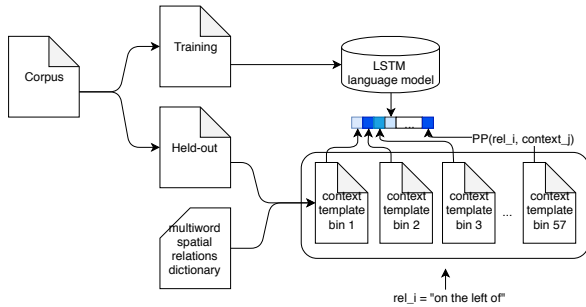 Corpus
Training
LSTM
language model
...
PP(rel_i, context_j)
Held-out
multiword
spatial
relations
dictionary
context
template
bin 1
context
template
bin 2
context
template
bin 3
...
context
template
bin 57
rel_i = "on the left of"